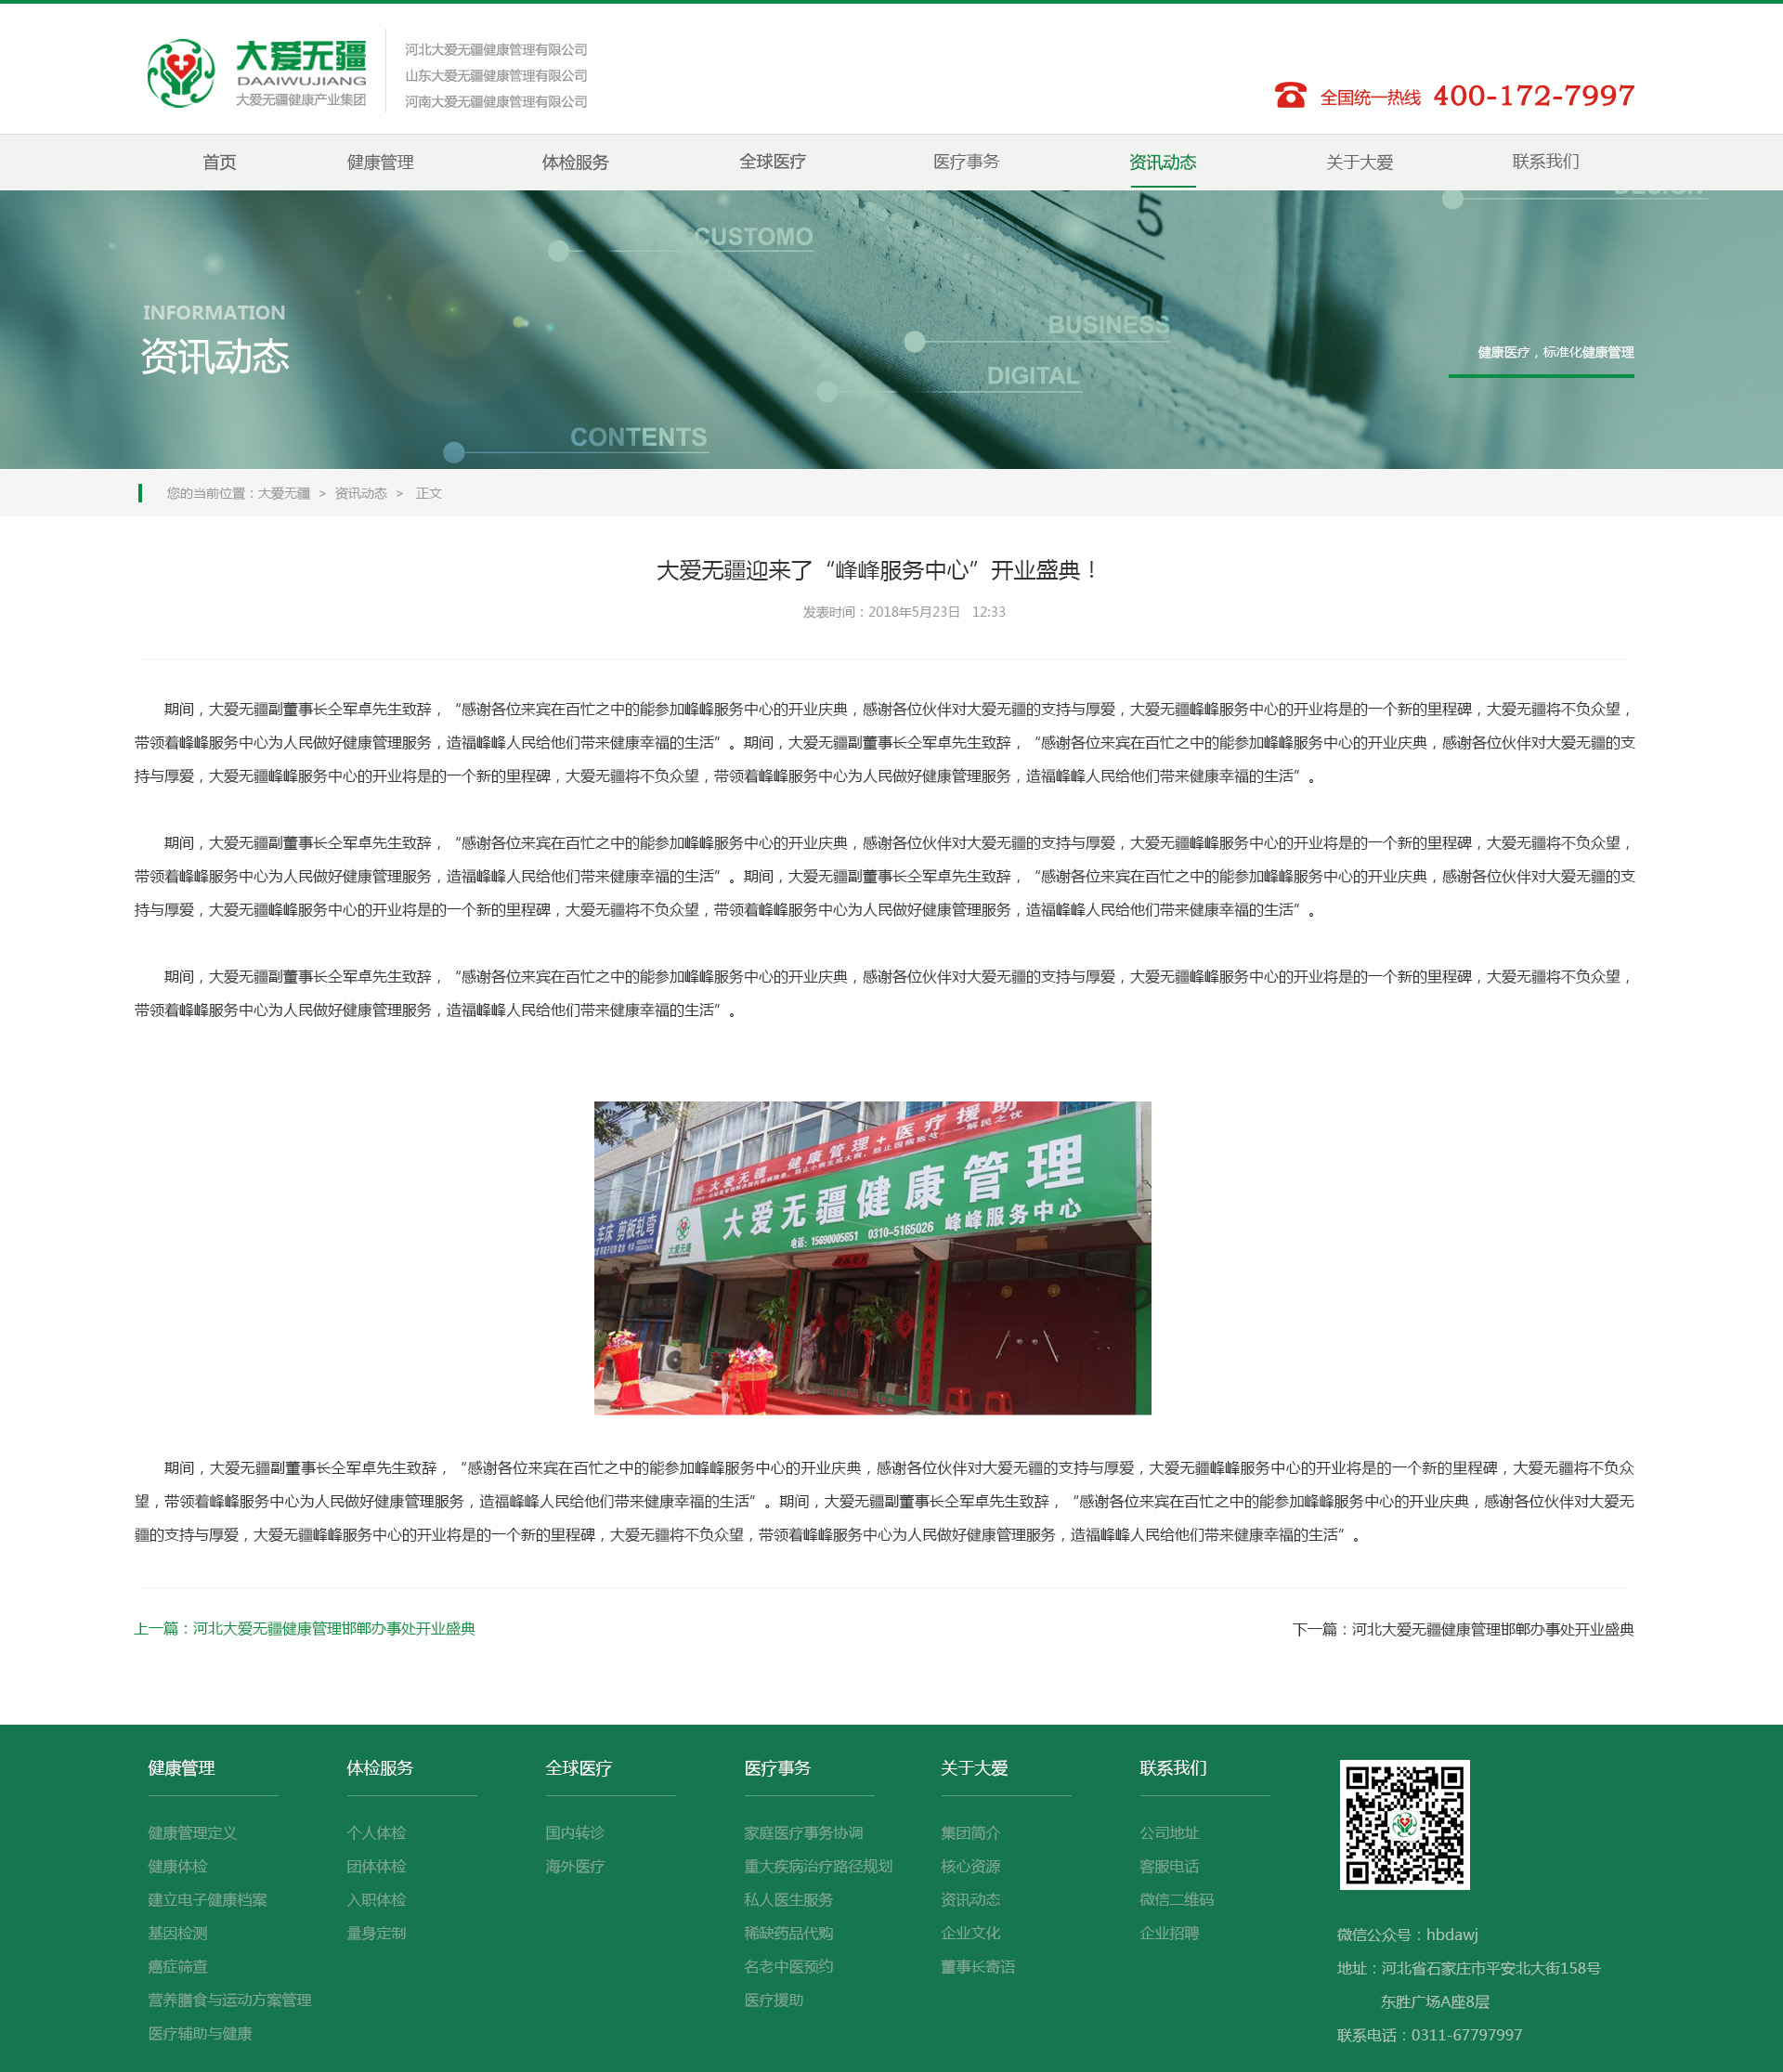 大爱无疆
DAAIWUJIANG
大爱无疆健康产业集团
河北大爱无疆健康管理有限公司
山东大爱无疆健康管理有限公司
河南大爱无疆健康管理有限公司
全国统一热线 400-172-7997
首页 健康管理 体检服务 全球医疗 医疗事务 资讯动态 关于大爱 联系我们
DESIGN
CUSTOMO
BUSINESS
DIGITAL
CONTENTS
INFORMATION
资讯动态
健康医疗，标准化健康管理
您的当前位置：大爱无疆 > 资讯动态 > 正文
大爱无疆迎来了“峰峰服务中心”开业盛典！
发表时间：2018年5月23日 12:33
期间，大爱无疆副董事长仝军卓先生致辞，“感谢各位来宾在百忙之中的能参加峰峰服务中心的开业庆典，感谢各位伙伴对大爱无疆的支持与厚爱，大爱无疆峰峰服务中心的开业将是的一个新的里程碑，大爱无疆将不负众望，
带领着峰峰服务中心为人民做好健康管理服务，造福峰峰人民给他们带来健康幸福的生活”。期间，大爱无疆副董事长仝军卓先生致辞，“感谢各位来宾在百忙之中的能参加峰峰服务中心的开业庆典，感谢各位伙伴对大爱无疆的支
持与厚爱，大爱无疆峰峰服务中心的开业将是的一个新的里程碑，大爱无疆将不负众望，带领着峰峰服务中心为人民做好健康管理服务，造福峰峰人民给他们带来健康幸福的生活”。
期间，大爱无疆副董事长仝军卓先生致辞，“感谢各位来宾在百忙之中的能参加峰峰服务中心的开业庆典，感谢各位伙伴对大爱无疆的支持与厚爱，大爱无疆峰峰服务中心的开业将是的一个新的里程碑，大爱无疆将不负众望，
带领着峰峰服务中心为人民做好健康管理服务，造福峰峰人民给他们带来健康幸福的生活”。期间，大爱无疆副董事长仝军卓先生致辞，“感谢各位来宾在百忙之中的能参加峰峰服务中心的开业庆典，感谢各位伙伴对大爱无疆的支
持与厚爱，大爱无疆峰峰服务中心的开业将是的一个新的里程碑，大爱无疆将不负众望，带领着峰峰服务中心为人民做好健康管理服务，造福峰峰人民给他们带来健康幸福的生活”。
期间，大爱无疆副董事长仝军卓先生致辞，“感谢各位来宾在百忙之中的能参加峰峰服务中心的开业庆典，感谢各位伙伴对大爱无疆的支持与厚爱，大爱无疆峰峰服务中心的开业将是的一个新的里程碑，大爱无疆将不负众望，
带领着峰峰服务中心为人民做好健康管理服务，造福峰峰人民给他们带来健康幸福的生活”。
大爱无疆 健康管理+医疗援助
大爱无疆健康管理
电话：15690005651 0310-5165026 峰峰服务中心
大爱无疆
车床 剪板轧弯
期间，大爱无疆副董事长仝军卓先生致辞，“感谢各位来宾在百忙之中的能参加峰峰服务中心的开业庆典，感谢各位伙伴对大爱无疆的支持与厚爱，大爱无疆峰峰服务中心的开业将是的一个新的里程碑，大爱无疆将不负众
望，带领着峰峰服务中心为人民做好健康管理服务，造福峰峰人民给他们带来健康幸福的生活”。期间，大爱无疆副董事长仝军卓先生致辞，“感谢各位来宾在百忙之中的能参加峰峰服务中心的开业庆典，感谢各位伙伴对大爱无
疆的支持与厚爱，大爱无疆峰峰服务中心的开业将是的一个新的里程碑，大爱无疆将不负众望，带领着峰峰服务中心为人民做好健康管理服务，造福峰峰人民给他们带来健康幸福的生活”。
上一篇：河北大爱无疆健康管理邯郸办事处开业盛典
下一篇：河北大爱无疆健康管理邯郸办事处开业盛典
健康管理
健康管理定义
健康体检
建立电子健康档案
基因检测
癌症筛查
营养膳食与运动方案管理
医疗辅助与健康
体检服务
个人体检
团体体检
入职体检
量身定制
全球医疗
国内转诊
海外医疗
医疗事务
家庭医疗事务协调
重大疾病治疗路径规划
私人医生服务
稀缺药品代购
名老中医预约
医疗援助
关于大爱
集团简介
核心资源
资讯动态
企业文化
董事长寄语
联系我们
公司地址
客服电话
微信二维码
企业招聘
微信公众号：hbdawj
地址：河北省石家庄市平安北大街158号
东胜广场A座8层
联系电话：0311-67797997